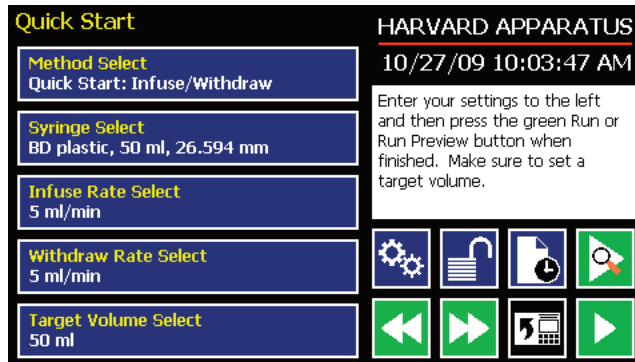 Quick Start
Method Select
Quick Start: Infuse/Withdraw
Syringe Select
BD plastic, 50 ml, 26.594 mm
Infuse Rate Select
5 ml/min
Withdraw Rate Select
5 ml/min
Target Volume Select
50 ml
HARVARD APPARATUS
10/27/09 10:03:47 AM
Enter your settings to the left
and then press the green Run or
Run Preview button when
finished.  Make sure to set a
target volume.